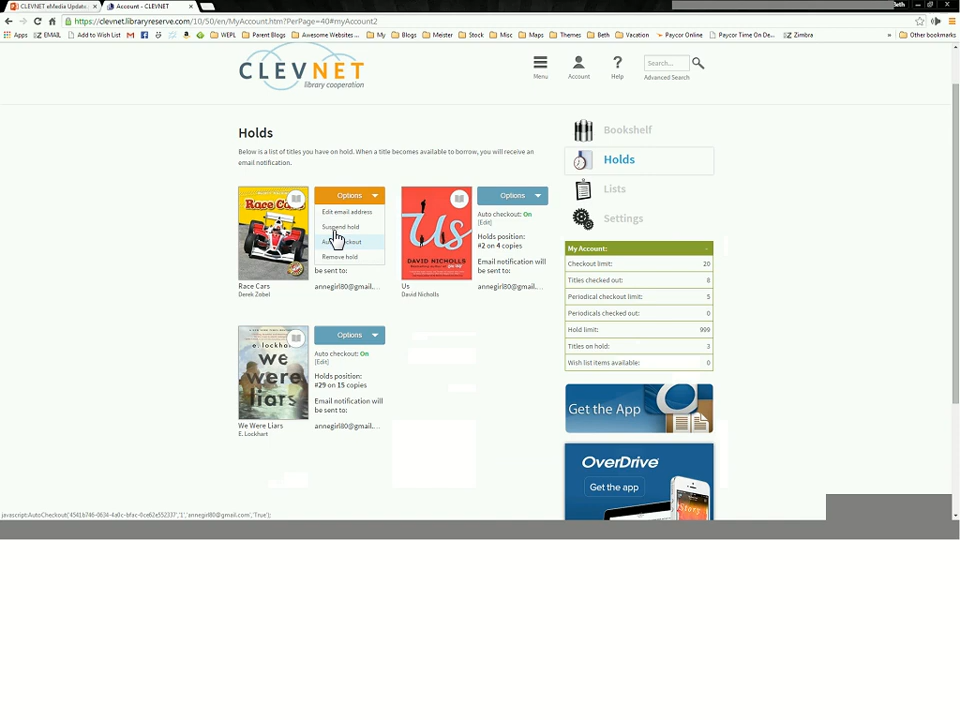 CLEVNET eMedia Updat
Account - CLEVNET
Beth
https://clevnet.libraryreserve.com/10/50/en/MyAccount.htm?PerPage=40#myAccount2
Apps
EMAIL
Add to Wish List
WEPL
Parent Blogs
Awesome Websites ...
My
Blogs
Meister
Stock
Misc
Maps
Themes
Beth
Vacation
Paycor Online
Paycor Time On De...
Zimbra
»
Other bookmarks
CLEVNET
library cooperation
Menu
Account
?
Help
Search...
Advanced Search
Holds
Below is a list of titles you have on hold. When a title becomes available to borrow, you will receive an
email notification.
Race Cars
Options
Edit email address
Suspend hold
Remove hold
be sent to:
annegirl80@gmail....
Race Cars
Derek Zobel
Us
DAVID NICHOLLS
Options
Auto checkout: On
[Edit]
Holds position:
#2 on 4 copies
Email notification will
be sent to:
annegirl80@gmail....
Us
David Nicholls
e. lockhart
we
were
liars
Options
Auto checkout: On
[Edit]
Holds position:
#29 on 15 copies
Email notification will
be sent to:
annegirl80@gmail....
We Were Liars
E. Lockhart
Bookshelf
Holds
Lists
Settings
My Account: -
Checkout limit: 20
Titles checked out: 8
Periodical checkout limit: 5
Periodicals checked out: 0
Hold limit: 999
Titles on hold: 3
Wish list items available: 0
Get the App
OverDrive
Get the app
Story